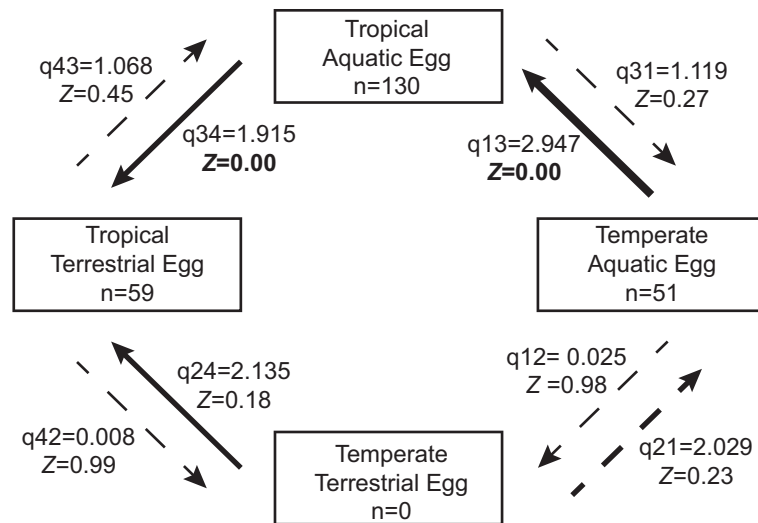 Tropical
Aquatic Egg
n=130
q43=1.068
Z=0.45
q31=1.119
Z=0.27
q34=1.915
Z=0.00
q13=2.947
Z=0.00
Tropical
Terrestrial Egg
n=59
Temperate
Aquatic Egg
n=51
q24=2.135
Z=0.18
q12= 0.025
Z =0.98
q42=0.008
Z=0.99
q21=2.029
Z=0.23
Temperate
Terrestrial Egg
n=0